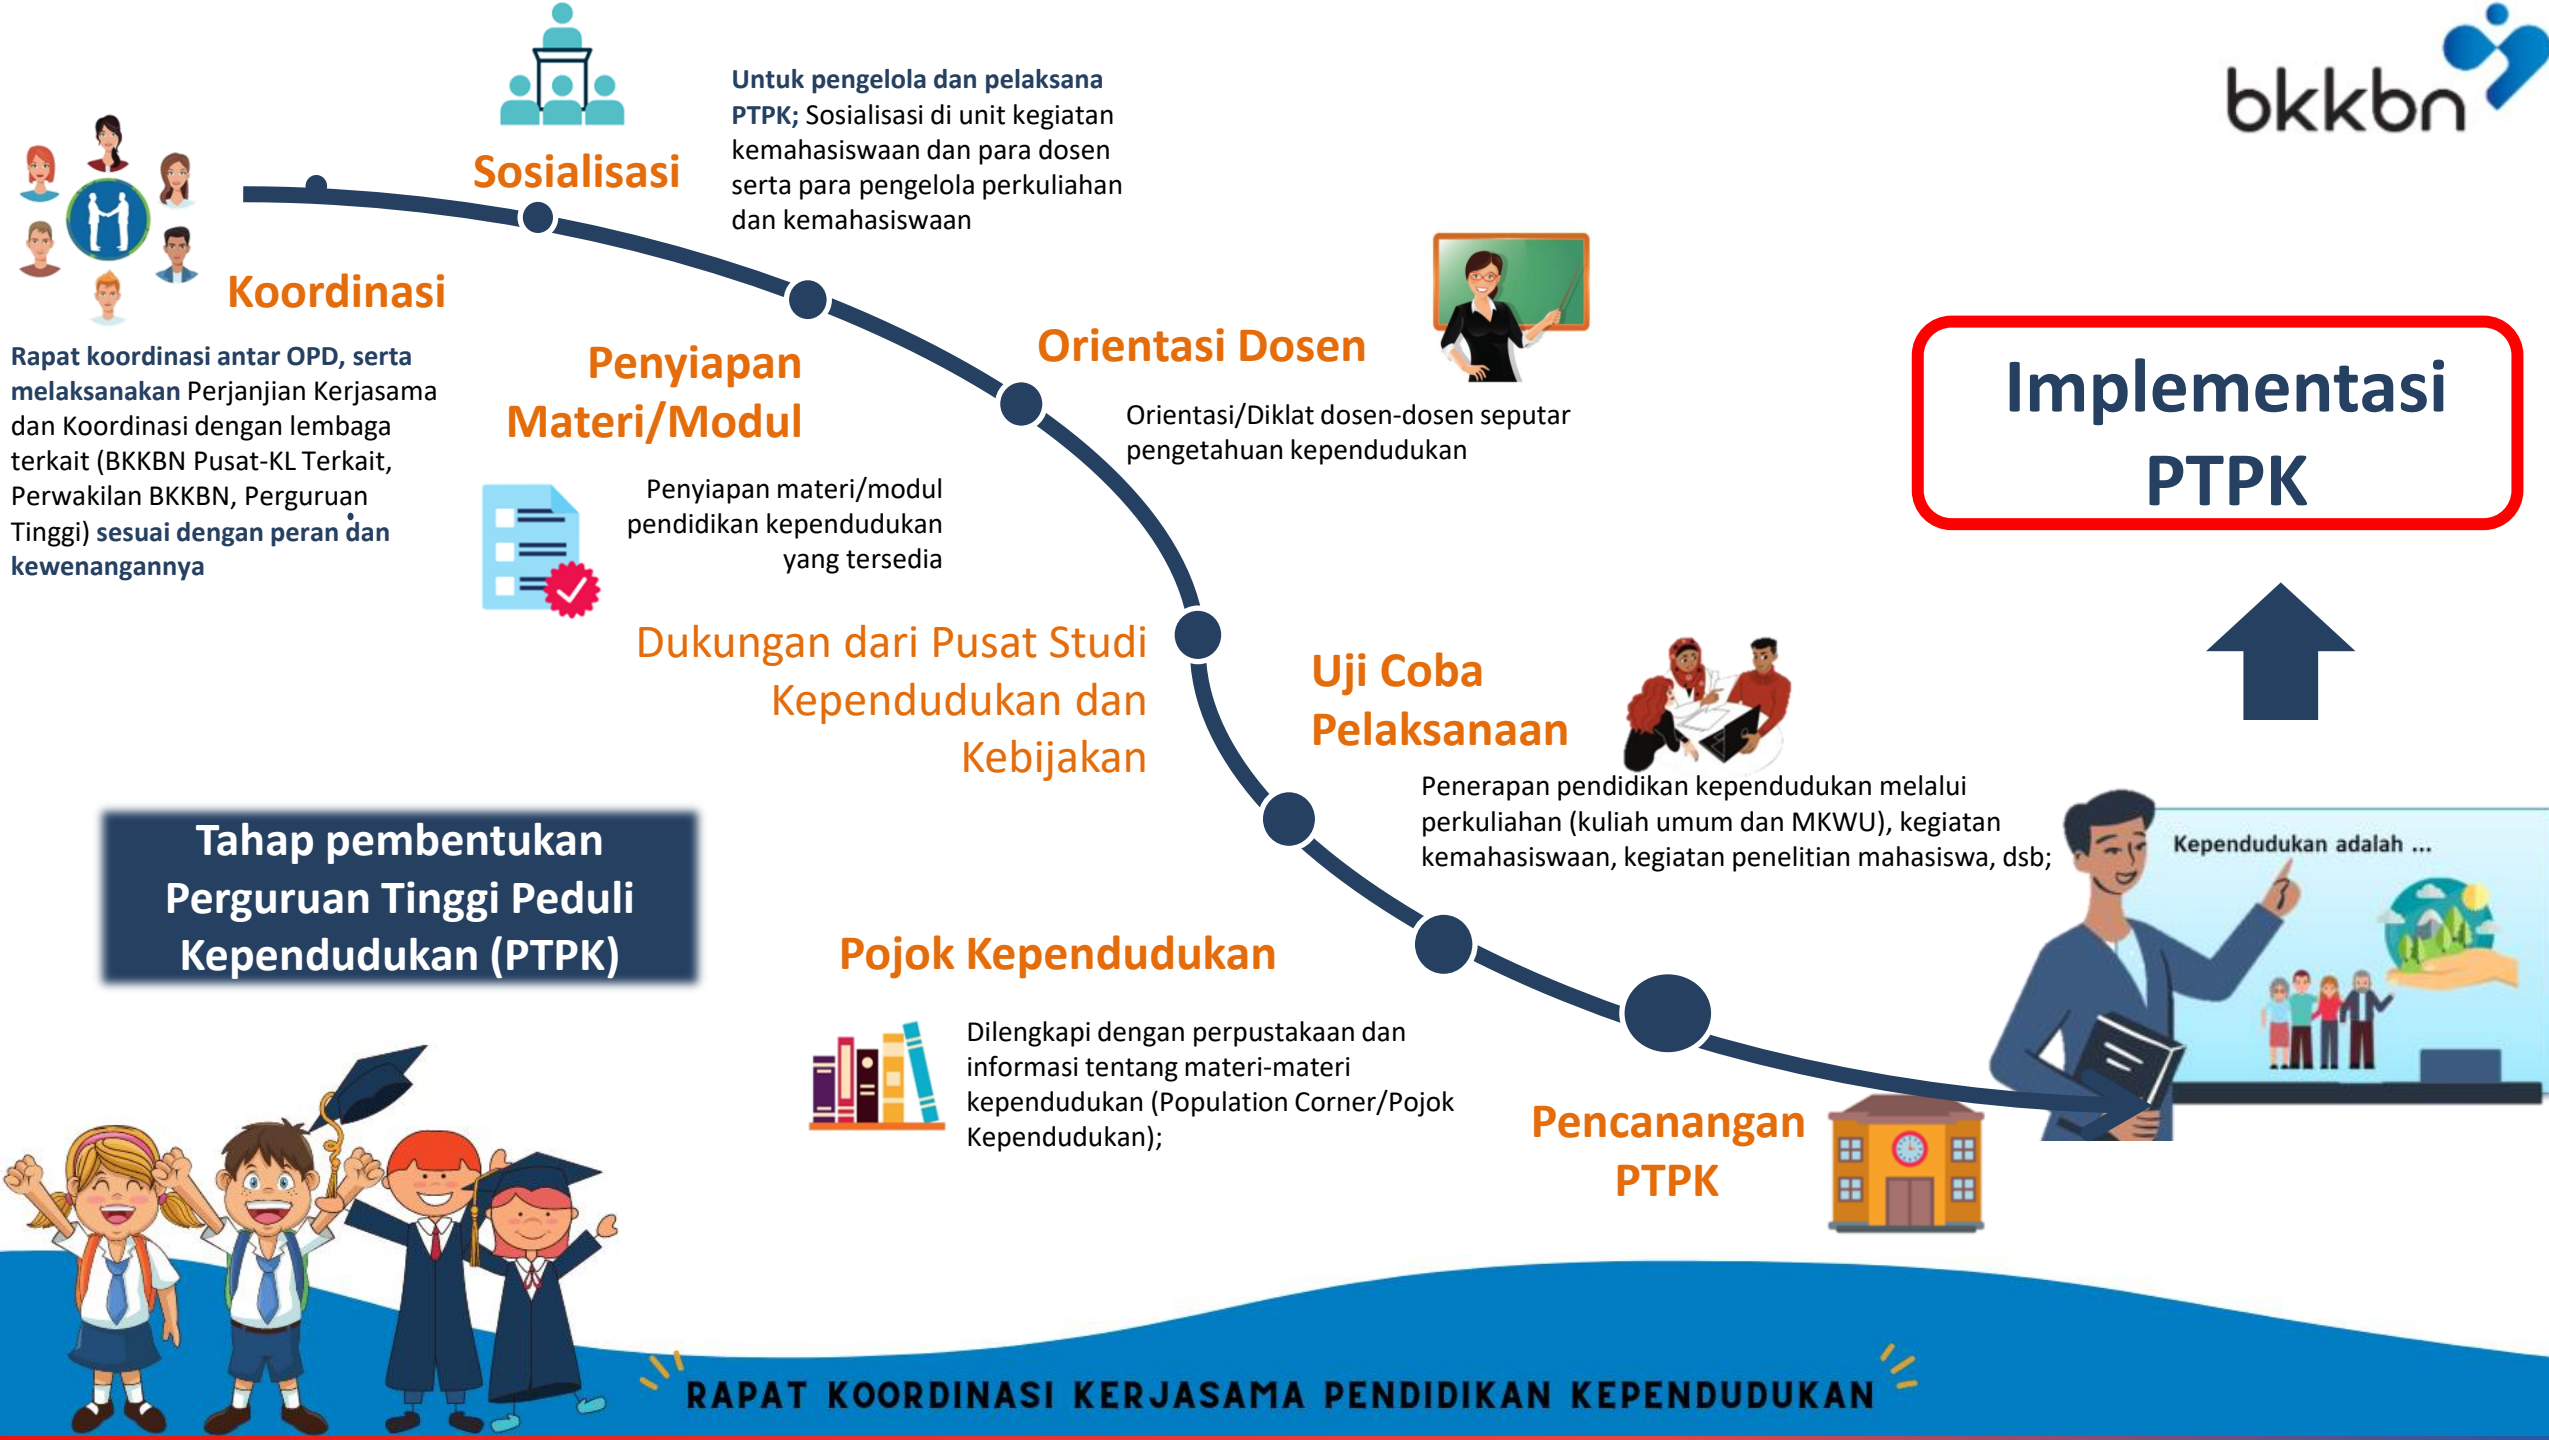 bkkbn
Koordinasi
Rapat koordinasi antar OPD, serta
melaksanakan Perjanjian Kerjasama
dan Koordinasi dengan lembaga
terkait (BKKBN Pusat-KL Terkait,
Perwakilan BKKBN, Perguruan
Tinggi) sesuai dengan peran dan
kewenangannya
Sosialisasi
Untuk pengelola dan pelaksana
PTPK; Sosialisasi di unit kegiatan
kemahasiswaan dan para dosen
serta para pengelola perkuliahan
dan kemahasiswaan
Penyiapan
Materi/Modul
Penyiapan materi/modul
pendidikan kependudukan
yang tersedia
Orientasi Dosen
Orientasi/Diklat dosen-dosen seputar
pengetahuan kependudukan
Dukungan dari Pusat Studi
Kependudukan dan
Kebijakan
Uji Coba
Pelaksanaan
Penerapan pendidikan kependudukan melalui
perkuliahan (kuliah umum dan MKWU), kegiatan
kemahasiswaan, kegiatan penelitian mahasiswa, dsb;
Pojok Kependudukan
Dilengkapi dengan perpustakaan dan
informasi tentang materi-materi
kependudukan (Population Corner/Pojok
Kependudukan);
Pencanangan
PTPK
Kependudukan adalah ...
Implementasi
PTPK
Tahap pembentukan
Perguruan Tinggi Peduli
Kependudukan (PTPK)
RAPAT KOORDINASI KERJASAMA PENDIDIKAN KEPENDUDUKAN